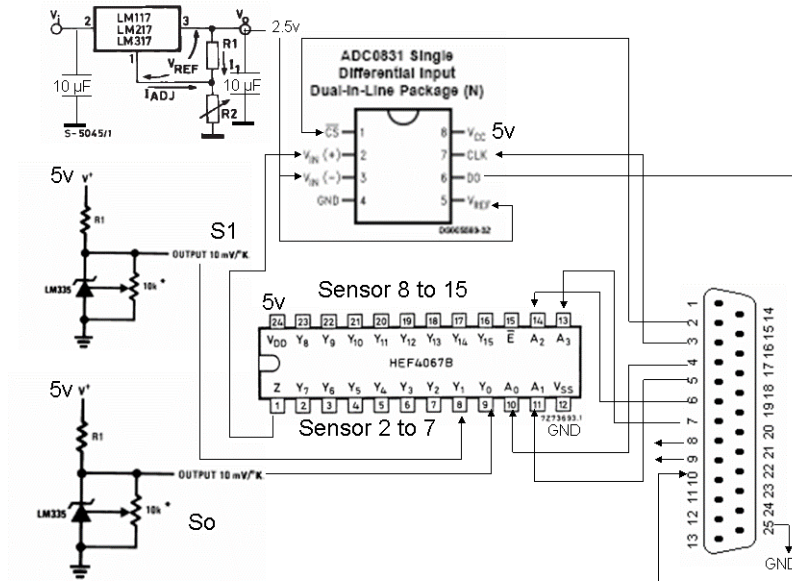 Vi 2 LM117 3 Vo 2.5v
LM217
LM317
1 VREF R1 I1
10 µF IADJ 10 µF
R2
S-5045/1
ADC0831 Single
Differential Input
Dual-In-Line Package (N)
CS 1 8 VCC 5v
VIN (+) 2 7 CLK
VIN (−) 3 6 DO
GND 4 5 VREF
DG005583-32
5v V+
R1
S1
OUTPUT 10 mV/°K
LM335 10k *
5v V+
R1
OUTPUT 10 mV/°K
LM335 10k *
So
Sensor 8 to 15
5v
24 23 22 21 20 19 18 17 16 15 14 13
VDD Y8 Y9 Y10 Y11 Y12 Y13 Y14 Y15 E A2 A3
HEF4067B
Z Y7 Y6 Y5 Y4 Y3 Y2 Y1 Y0 A0 A1 VSS
1 2 3 4 5 6 7 8 9 10 11 12
7Z73693.1
Sensor 2 to 7
GND
1
2
3
4
5
6
7
8
9
10
11
12
13
14
15
16
17
18
19
20
21
22
23
24
25
GND